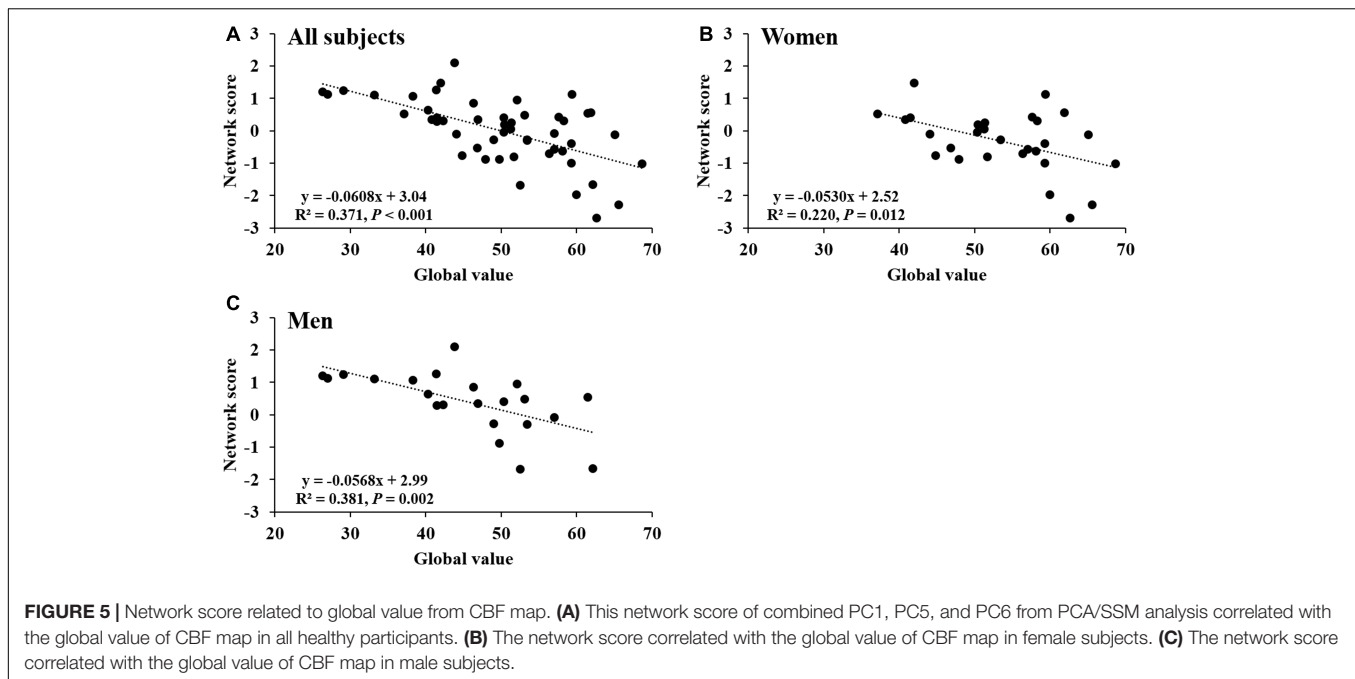 A
All subjects
3
2
1
0
-1
-2
-3
Network score
y = -0.0608x + 3.04
R² = 0.371, P < 0.001
20 30 40 50 60 70
Global value
B
Women
3
2
1
0
-1
-2
-3
Network score
y = -0.0530x + 2.52
R² = 0.220, P = 0.012
20 30 40 50 60 70
Global value
C
Men
3
2
1
0
-1
-2
-3
Network score
y = -0.0568x + 2.99
R² = 0.381, P = 0.002
20 30 40 50 60 70
Global value
FIGURE 5 | Network score related to global value from CBF map. (A) This network score of combined PC1, PC5, and PC6 from PCA/SSM analysis correlated with
the global value of CBF map in all healthy participants. (B) The network score correlated with the global value of CBF map in female subjects. (C) The network score
correlated with the global value of CBF map in male subjects.